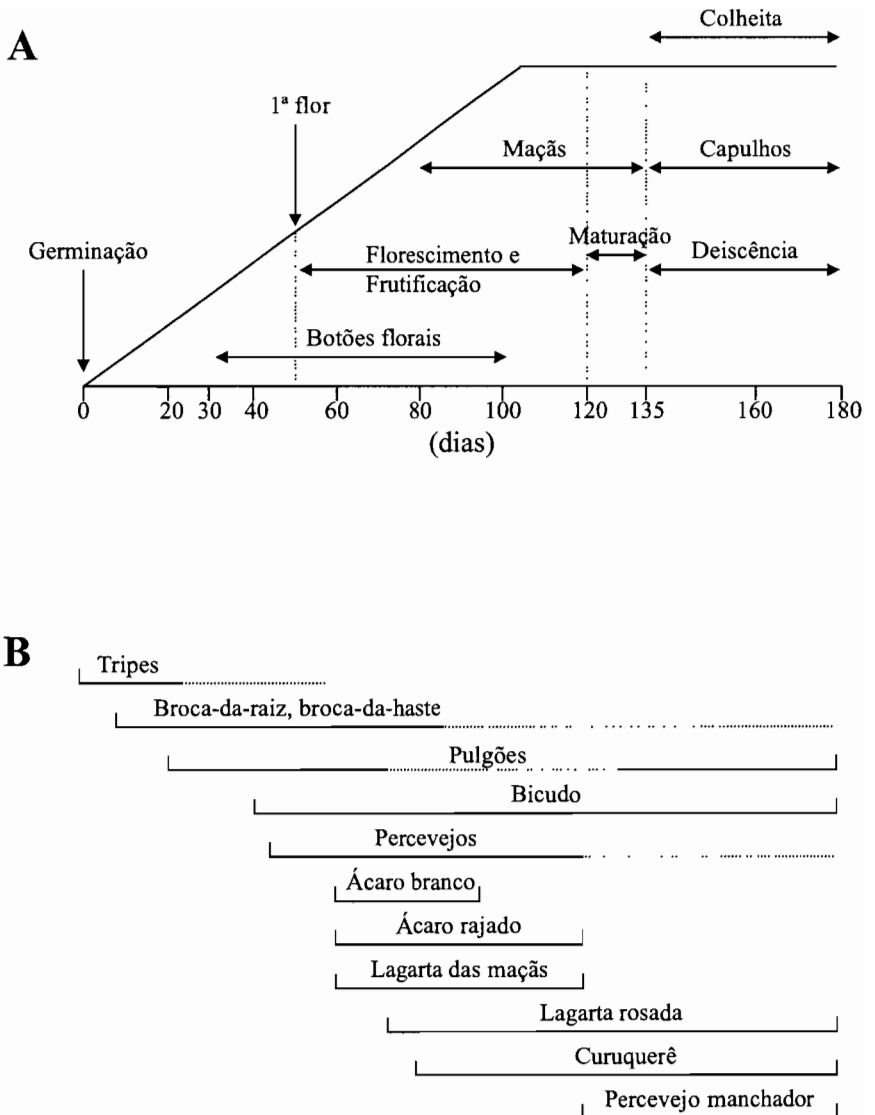 A
Colheita
1ª flor
Maçãs
Capulhos
Germinação
Florescimento e
Frutificação
Maturação
Deiscência
Botões florais
0 20 30 40 60 80 100 120 135 160 180
(dias)
B
Tripes
Broca-da-raiz, broca-da-haste
Pulgões
Bicudo
Percevejos
Ácaro branco
Ácaro rajado
Lagarta das maçãs
Lagarta rosada
Curuquerê
Percevejo manchador